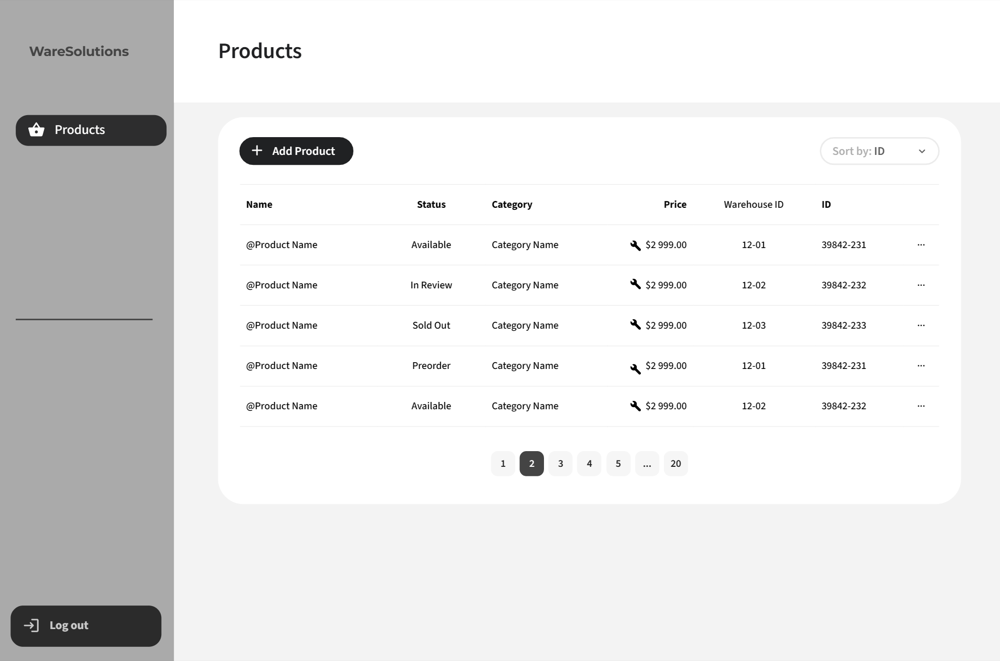 WareSolutions
Products
Products
Add Product
Sort by: ID
Name Status Category Price Warehouse ID ID
@Product Name Available Category Name $2 999.00 12-01 39842-231 ...
@Product Name In Review Category Name $2 999.00 12-02 39842-232 ...
@Product Name Sold Out Category Name $2 999.00 12-03 39842-233 ...
@Product Name Preorder Category Name $2 999.00 12-01 39842-231 ...
@Product Name Available Category Name $2 999.00 12-02 39842-232 ...
1 2 3 4 5 ... 20
Log out